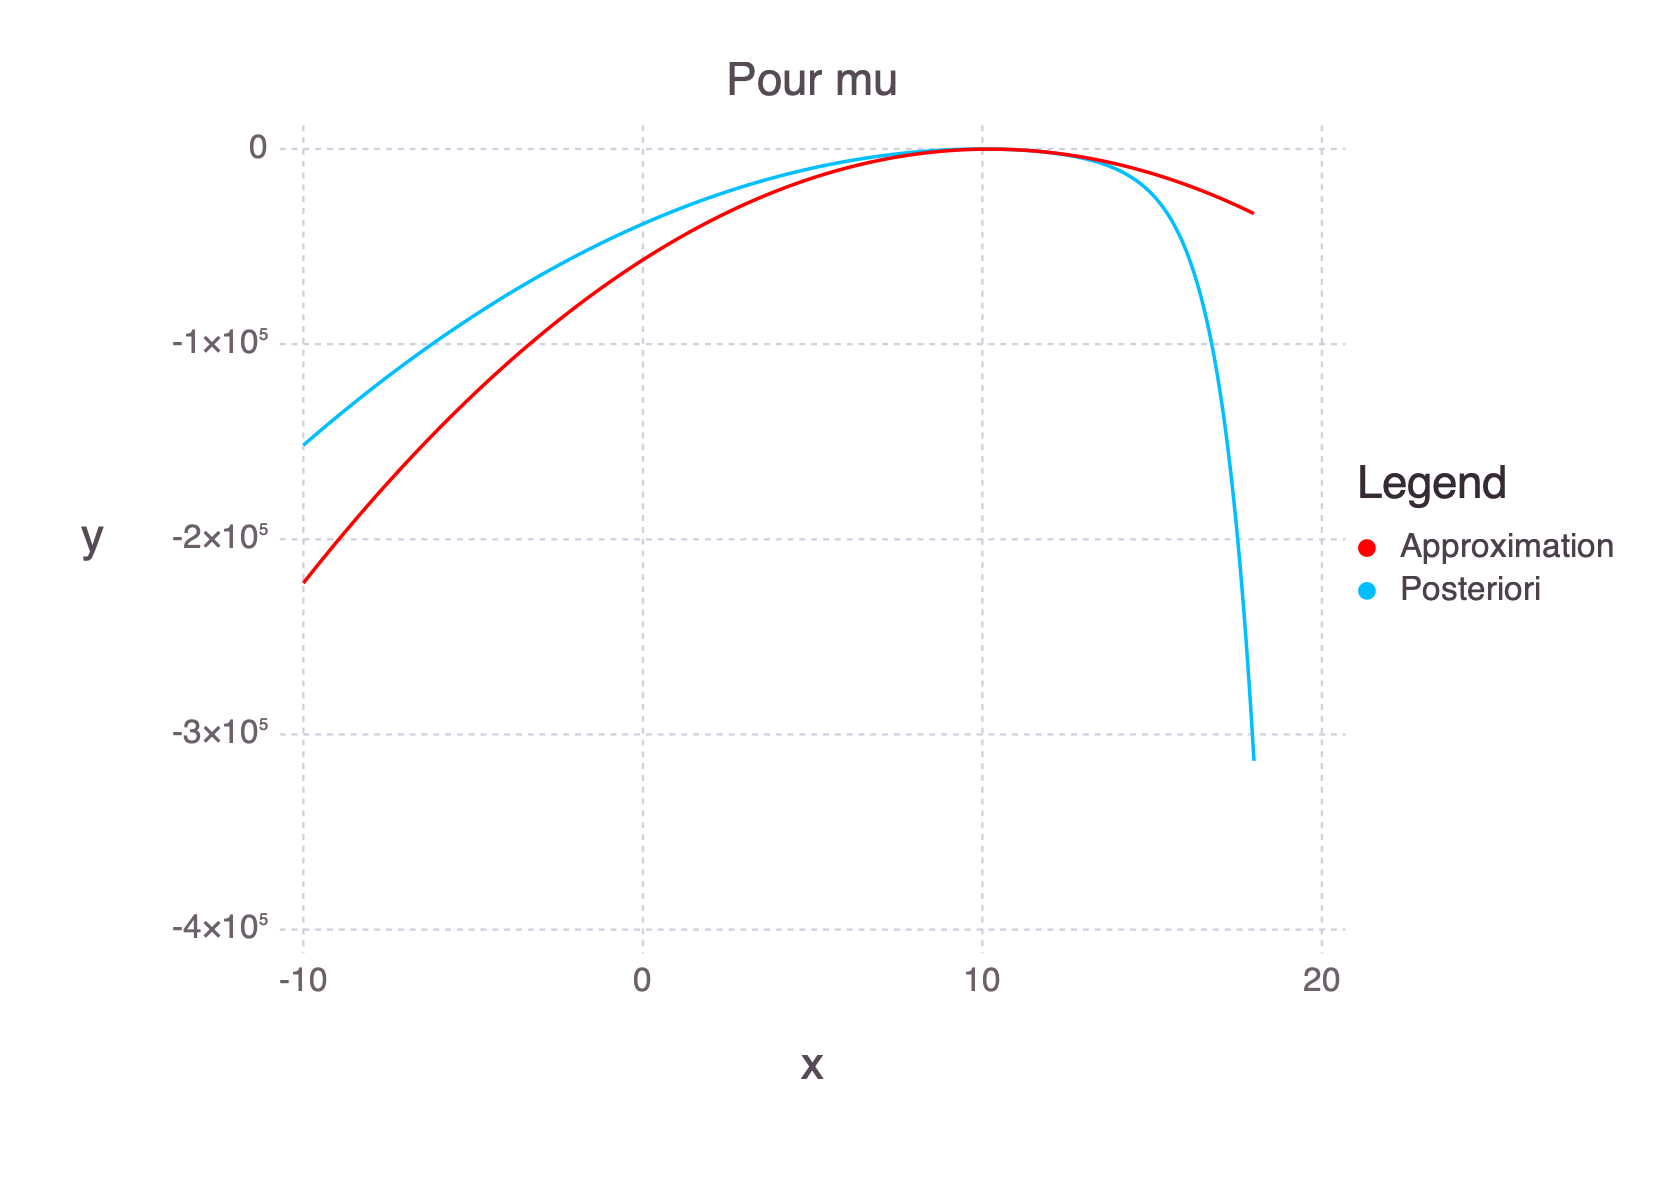 Pour mu
0
-1×10⁵
-2×10⁵
-3×10⁵
-4×10⁵
y
-10 0 10 20
x
Legend
Approximation
Posteriori